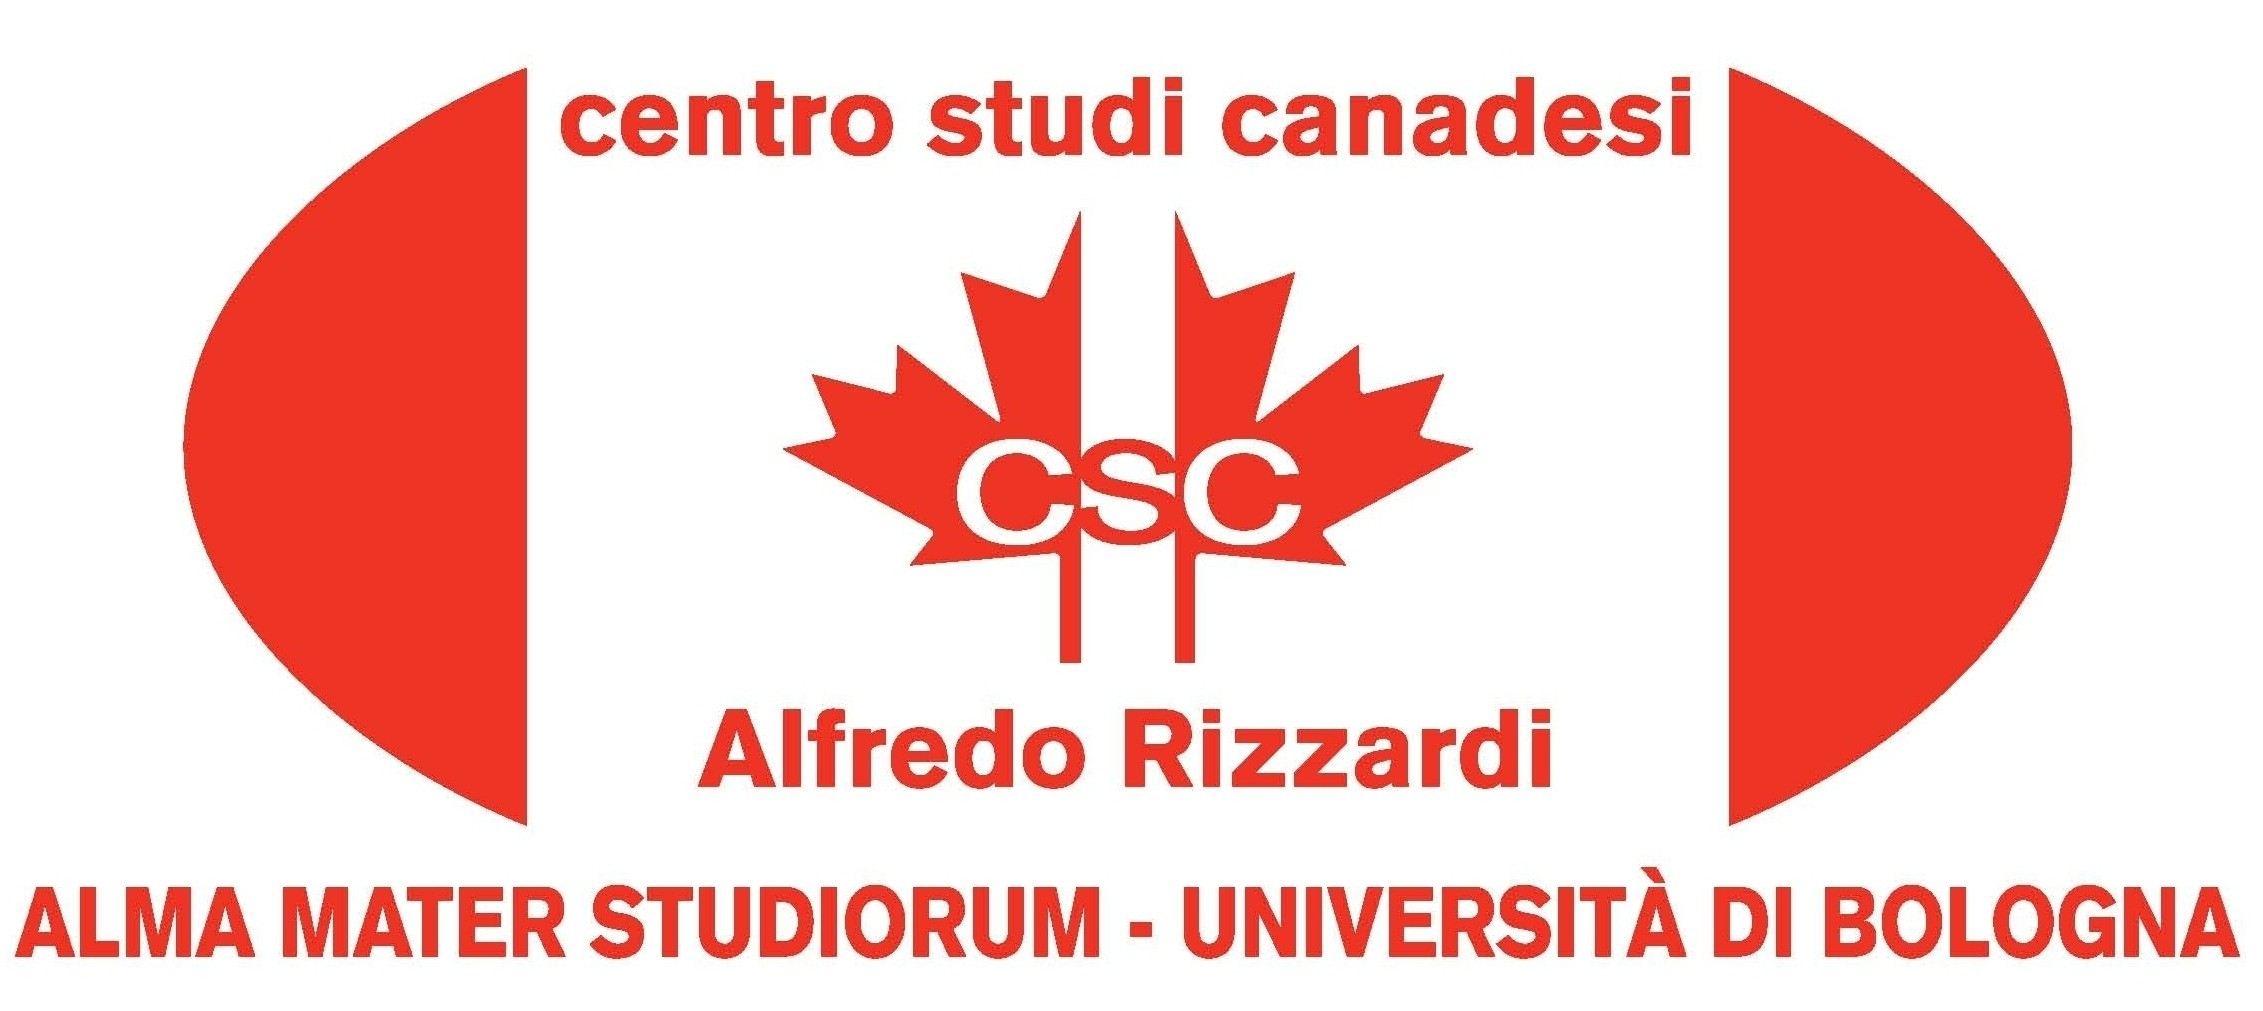 centro studi canadesi
CSC
Alfredo Rizzardi
ALMA MATER STUDIORUM - UNIVERSITÀ DI BOLOGNA